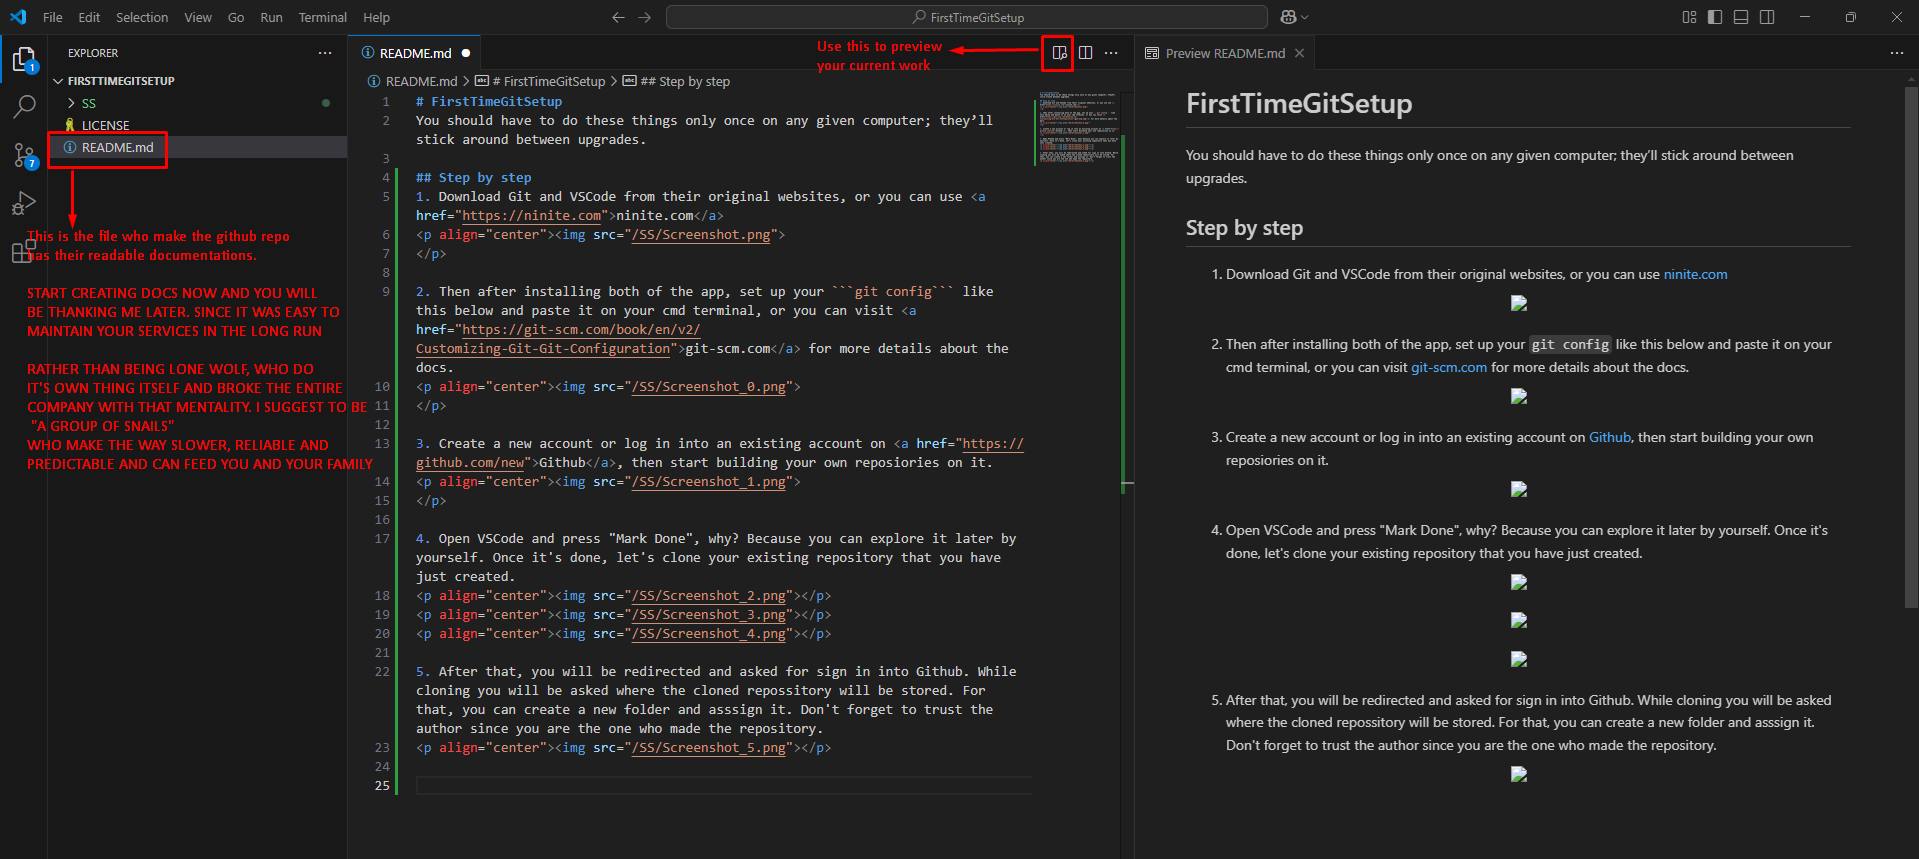 File Edit Selection View Go Run Terminal Help
FirstTimeGitSetup
EXPLORER
FIRSTTIMEGITSETUP
SS
LICENSE
README.md
1
7
This is the file who make the github repo
has their readable documentations.
START CREATING DOCS NOW AND YOU WILL
BE THANKING ME LATER. SINCE IT WAS EASY TO
MAINTAIN YOUR SERVICES IN THE LONG RUN
RATHER THAN BEING LONE WOLF, WHO DO
IT'S OWN THING ITSELF AND BROKE THE ENTIRE
COMPANY WITH THAT MENTALITY. I SUGGEST TO BE
"A GROUP OF SNAILS"
WHO MAKE THE WAY SLOWER, RELIABLE AND
PREDICTABLE AND CAN FEED YOU AND YOUR FAMILY
README.md
Use this to preview
your current work
README.md > # FirstTimeGitSetup > ## Step by step
1 # FirstTimeGitSetup
2 You should have to do these things only once on any given computer; they’ll
stick around between upgrades.
3
4 ## Step by step
5 1. Download Git and VSCode from their original websites, or you can use <a
href="https://ninite.com">ninite.com</a>
6 <p align="center"><img src="/SS/Screenshot.png">
7 </p>
8
9 2. Then after installing both of the app, set up your ```git config``` like
this below and paste it on your cmd terminal, or you can visit <a
href="https://git-scm.com/book/en/v2/
Customizing-Git-Git-Configuration">git-scm.com</a> for more details about the
docs.
10 <p align="center"><img src="/SS/Screenshot_0.png">
11 </p>
12
13 3. Create a new account or log in into an existing account on <a href="https://
github.com/new">Github</a>, then start building your own reposiories on it.
14 <p align="center"><img src="/SS/Screenshot_1.png">
15 </p>
16
17 4. Open VSCode and press "Mark Done", why? Because you can explore it later by
yourself. Once it's done, let's clone your existing repository that you have
just created.
18 <p align="center"><img src="/SS/Screenshot_2.png"></p>
19 <p align="center"><img src="/SS/Screenshot_3.png"></p>
20 <p align="center"><img src="/SS/Screenshot_4.png"></p>
21
22 5. After that, you will be redirected and asked for sign in into Github. While
cloning you will be asked where the cloned repossitory will be stored. For
that, you can create a new folder and asssign it. Don't forget to trust the
author since you are the one who made the repository.
23 <p align="center"><img src="/SS/Screenshot_5.png"></p>
24
25
Preview README.md
FirstTimeGitSetup
You should have to do these things only once on any given computer; they’ll stick around between
upgrades.
Step by step
1. Download Git and VSCode from their original websites, or you can use ninite.com
2. Then after installing both of the app, set up your git config like this below and paste it on your
cmd terminal, or you can visit git-scm.com for more details about the docs.
3. Create a new account or log in into an existing account on Github, then start building your own
reposiories on it.
4. Open VSCode and press "Mark Done", why? Because you can explore it later by yourself. Once it's
done, let's clone your existing repository that you have just created.
5. After that, you will be redirected and asked for sign in into Github. While cloning you will be asked
where the cloned repossitory will be stored. For that, you can create a new folder and asssign it.
Don't forget to trust the author since you are the one who made the repository.